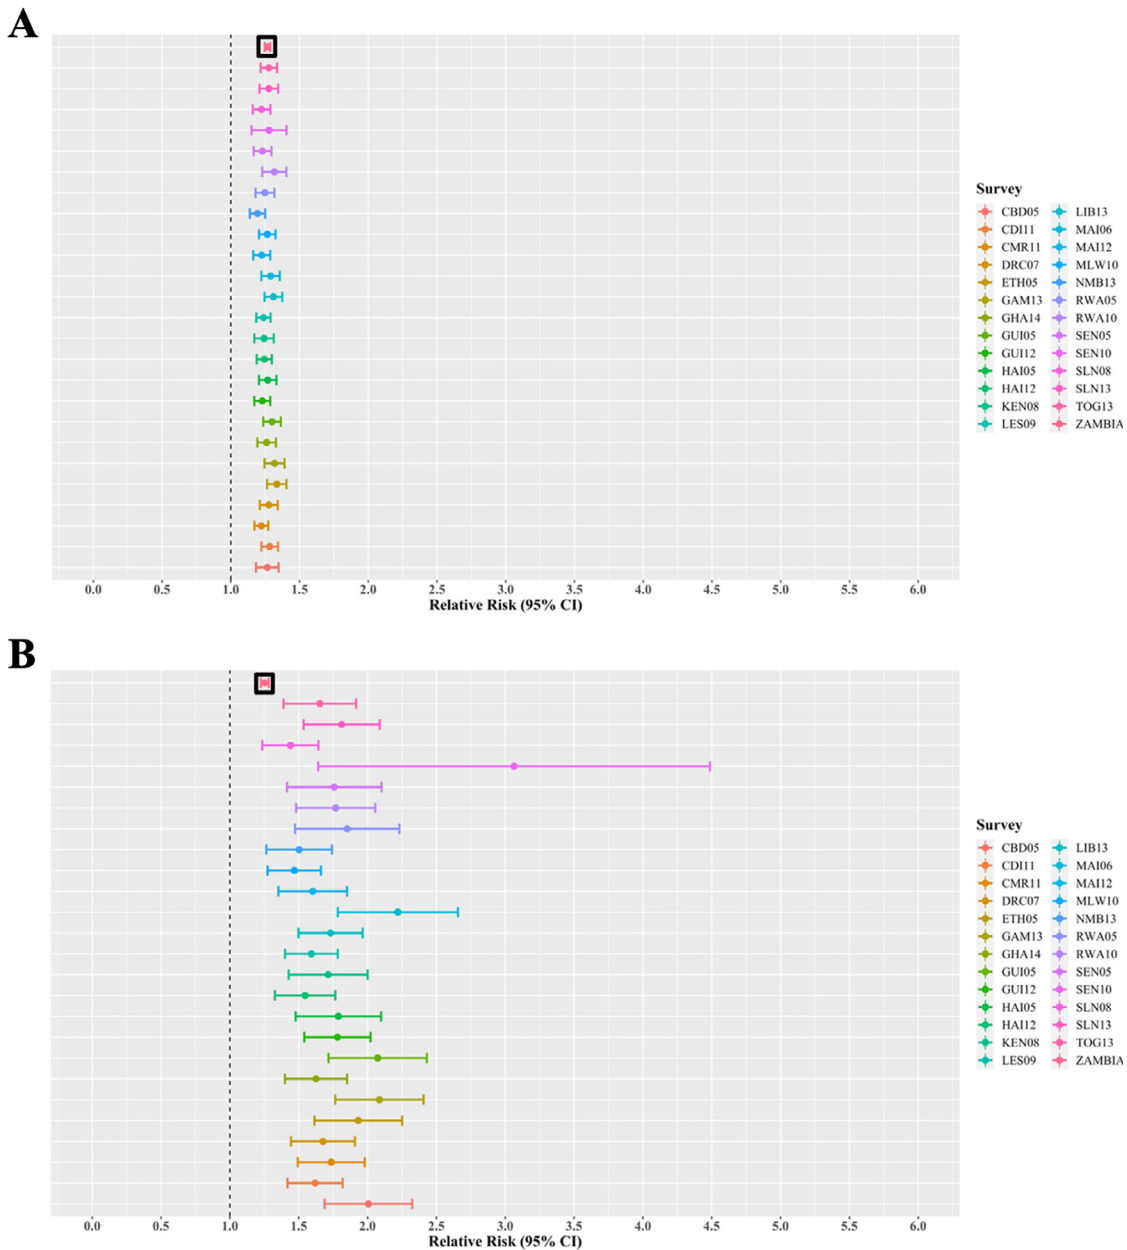 A
Survey
CBD05 LIB13
CDI11 MAI06
CMR11 MAI12
DRC07 MLW10
ETH05 NMB13
GAM13 RWA05
GHA14 RWA10
GUI05 SEN05
GUI12 SEN10
HAI05 SLN08
HAI12 SLN13
KEN08 TOG13
LES09 ZAMBIA
0.0 0.5 1.0 1.5 2.0 2.5 3.0 3.5 4.0 4.5 5.0 5.5 6.0
Relative Risk (95% CI)
B
Survey
CBD05 LIB13
CDI11 MAI06
CMR11 MAI12
DRC07 MLW10
ETH05 NMB13
GAM13 RWA05
GHA14 RWA10
GUI05 SEN05
GUI12 SEN10
HAI05 SLN08
HAI12 SLN13
KEN08 TOG13
LES09 ZAMBIA
0.0 0.5 1.0 1.5 2.0 2.5 3.0 3.5 4.0 4.5 5.0 5.5 6.0
Relative Risk (95% CI)